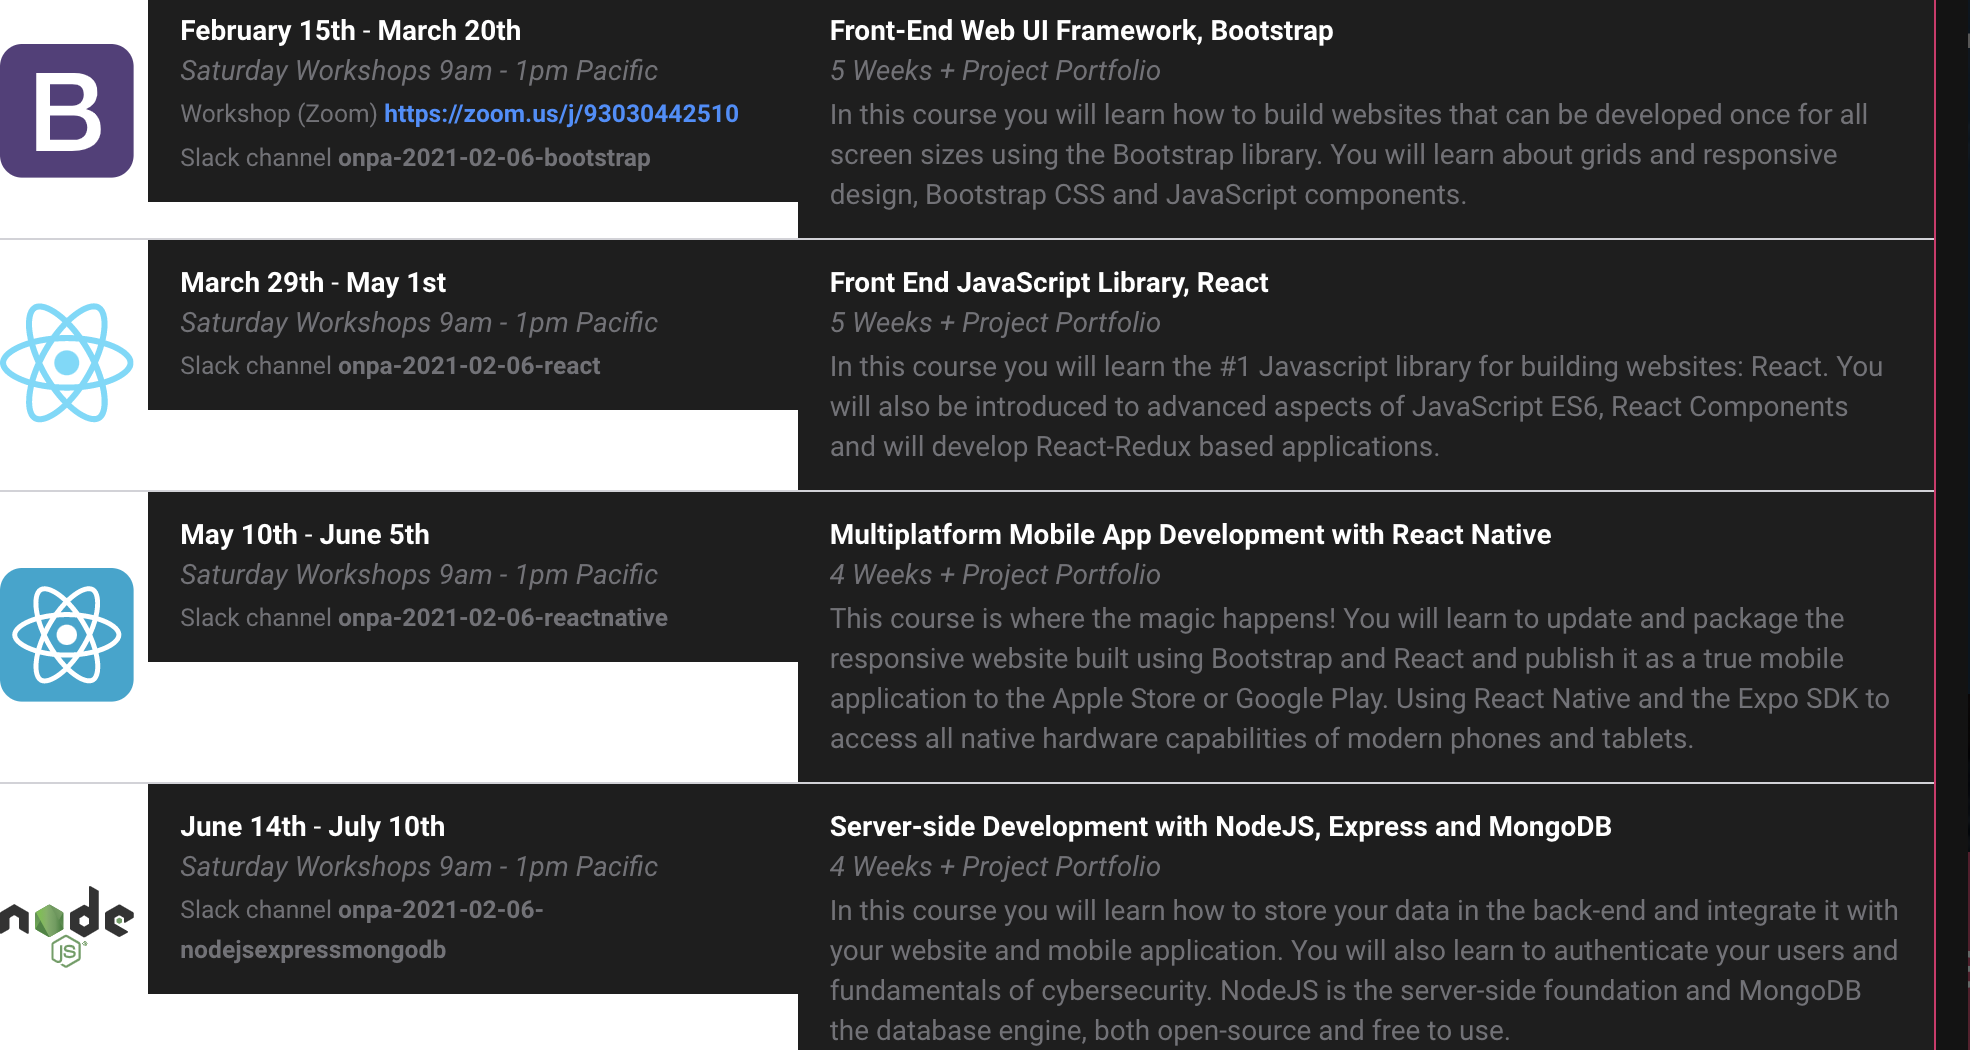 B
February 15th - March 20th
Saturday Workshops 9am - 1pm Pacific
Workshop (Zoom) https://zoom.us/j/93030442510
Slack channel onpa-2021-02-06-bootstrap
Front-End Web UI Framework, Bootstrap
5 Weeks + Project Portfolio
In this course you will learn how to build websites that can be developed once for all
screen sizes using the Bootstrap library. You will learn about grids and responsive
design, Bootstrap CSS and JavaScript components.
March 29th - May 1st
Saturday Workshops 9am - 1pm Pacific
Slack channel onpa-2021-02-06-react
Front End JavaScript Library, React
5 Weeks + Project Portfolio
In this course you will learn the #1 Javascript library for building websites: React. You
will also be introduced to advanced aspects of JavaScript ES6, React Components
and will develop React-Redux based applications.
May 10th - June 5th
Saturday Workshops 9am - 1pm Pacific
Slack channel onpa-2021-02-06-reactnative
Multiplatform Mobile App Development with React Native
4 Weeks + Project Portfolio
This course is where the magic happens! You will learn to update and package the
responsive website built using Bootstrap and React and publish it as a true mobile
application to the Apple Store or Google Play. Using React Native and the Expo SDK to
access all native hardware capabilities of modern phones and tablets.
node
JS®
June 14th - July 10th
Saturday Workshops 9am - 1pm Pacific
Slack channel onpa-2021-02-06-
nodejsexpressmongodb
Server-side Development with NodeJS, Express and MongoDB
4 Weeks + Project Portfolio
In this course you will learn how to store your data in the back-end and integrate it with
your website and mobile application. You will also learn to authenticate your users and
fundamentals of cybersecurity. NodeJS is the server-side foundation and MongoDB
the database engine, both open-source and free to use.